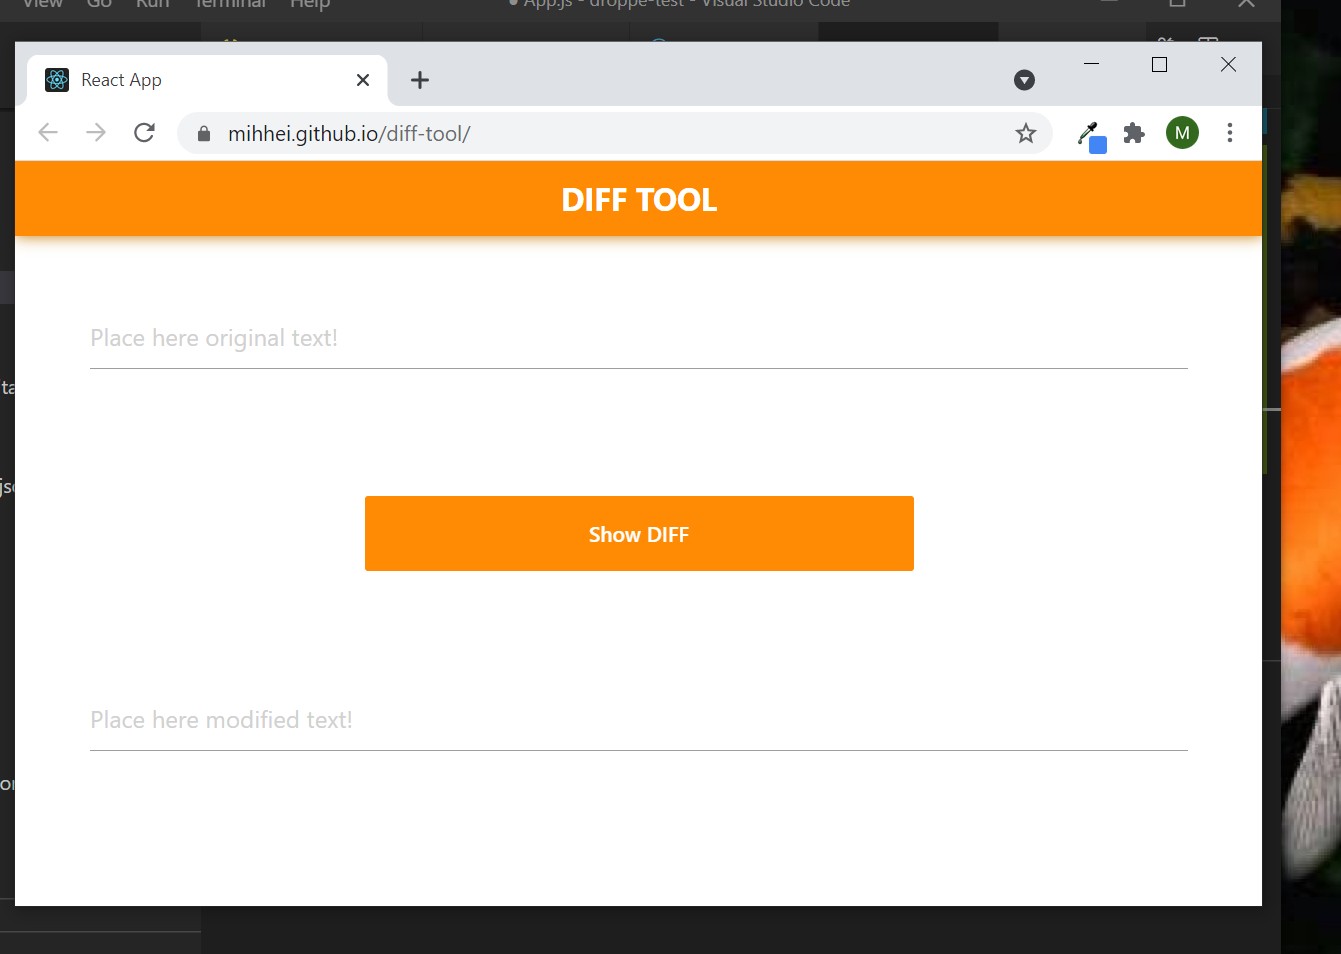 View Go Run Terminal Help
● App.js - droppe-test - Visual Studio Code
React App
mihhei.github.io/diff-tool/
M
DIFF TOOL
Place here original text!
Show DIFF
Place here modified text!